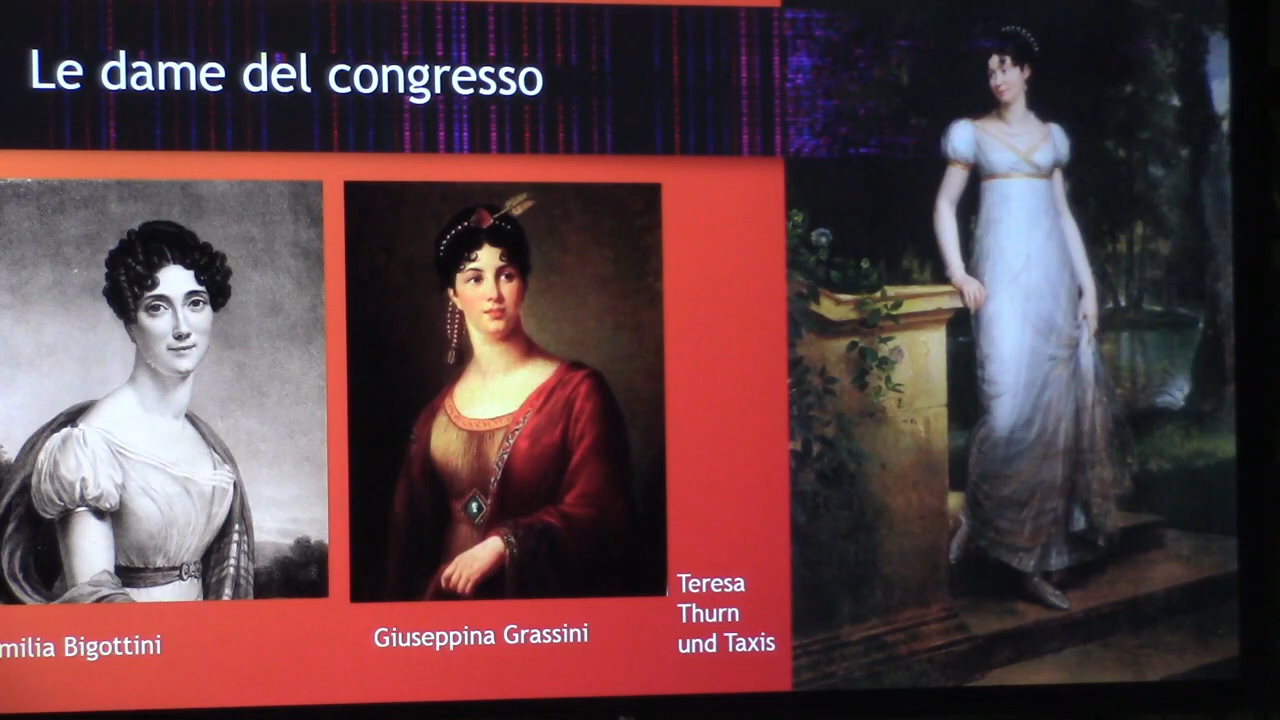 Le dame del congresso
milia Bigottini
Giuseppina Grassini
Teresa
Thurn
und Taxis